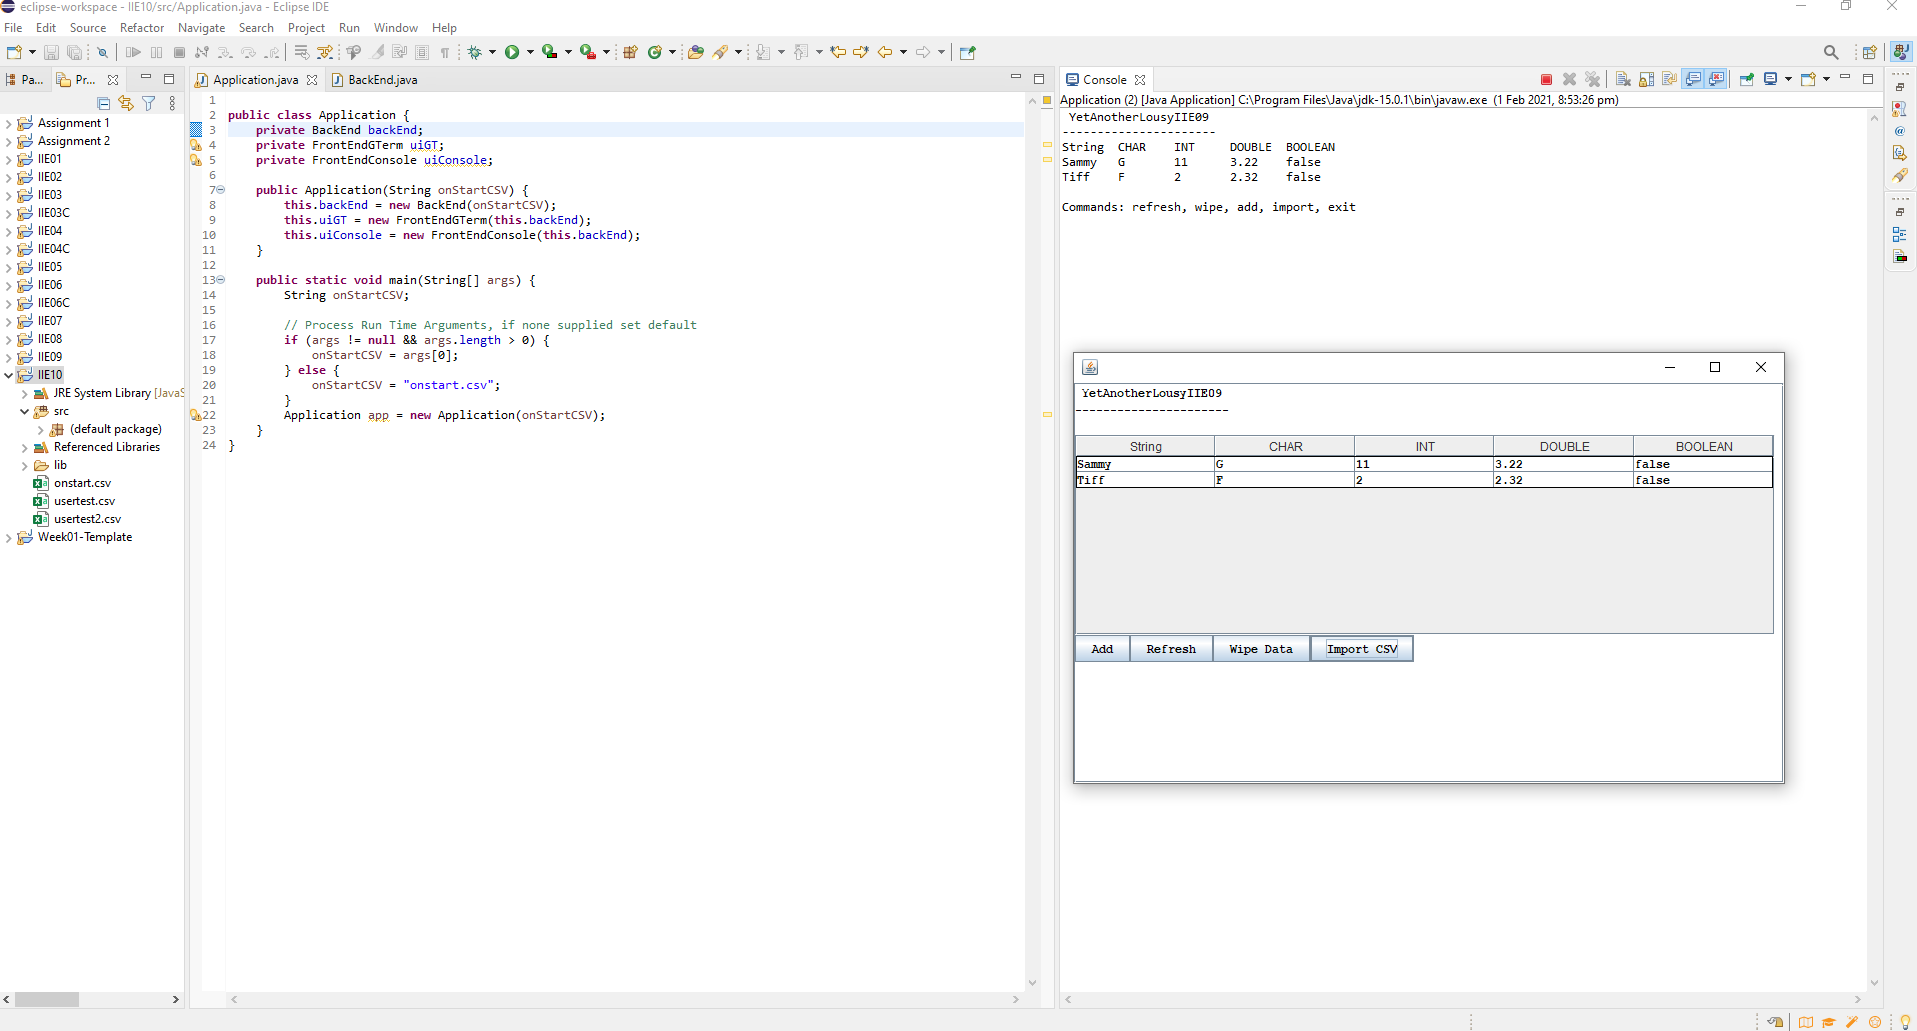 eclipse-workspace - IIE10/src/Application.java - Eclipse IDE
File Edit Source Refactor Navigate Search Project Run Window Help
Pa... Pr...
Assignment 1
Assignment 2
IIE01
IIE02
IIE03
IIE03C
IIE04
IIE04C
IIE05
IIE06
IIE06C
IIE07
IIE08
IIE09
IIE10
JRE System Library [JavaS
src
(default package)
Referenced Libraries
lib
onstart.csv
usertest.csv
usertest2.csv
Week01-Template
Application.java BackEnd.java
1
2 public class Application {
3 private BackEnd backEnd;
4 private FrontEndGTerm uiGT;
5 private FrontEndConsole uiConsole;
6
7 public Application(String onStartCSV) {
8 this.backEnd = new BackEnd(onStartCSV);
9 this.uiGT = new FrontEndGTerm(this.backEnd);
10 this.uiConsole = new FrontEndConsole(this.backEnd);
11 }
12
13 public static void main(String[] args) {
14 String onStartCSV;
15
16 // Process Run Time Arguments, if none supplied set default
17 if (args != null && args.length > 0) {
18 onStartCSV = args[0];
19 } else {
20 onStartCSV = "onstart.csv";
21 }
22 Application app = new Application(onStartCSV);
23 }
24 }
Console
Application (2) [Java Application] C:\Program Files\Java\jdk-15.0.1\bin\javaw.exe (1 Feb 2021, 8:53:26 pm)
YetAnotherLousyIIE09
----------------------
String CHAR INT DOUBLE BOOLEAN
Sammy G 11 3.22 false
Tiff F 2 2.32 false
Commands: refresh, wipe, add, import, exit
YetAnotherLousyIIE09
----------------------
String CHAR INT DOUBLE BOOLEAN
Sammy G 11 3.22 false
Tiff F 2 2.32 false
Add Refresh Wipe Data Import CSV